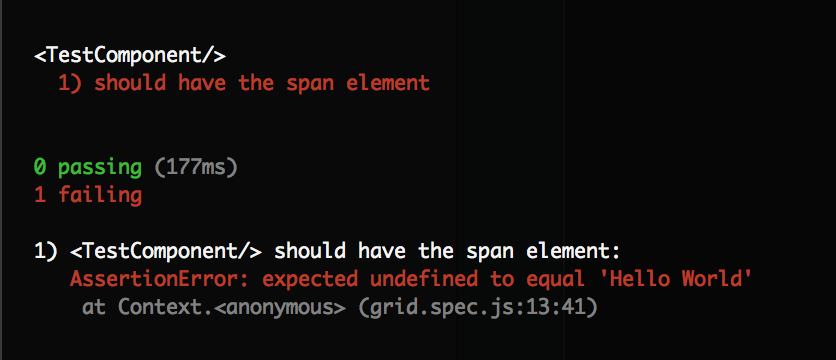 <TestComponent/>
1) should have the span element
0 passing (177ms)
1 failing
1) <TestComponent/> should have the span element:
AssertionError: expected undefined to equal 'Hello World'
at Context.<anonymous> (grid.spec.js:13:41)